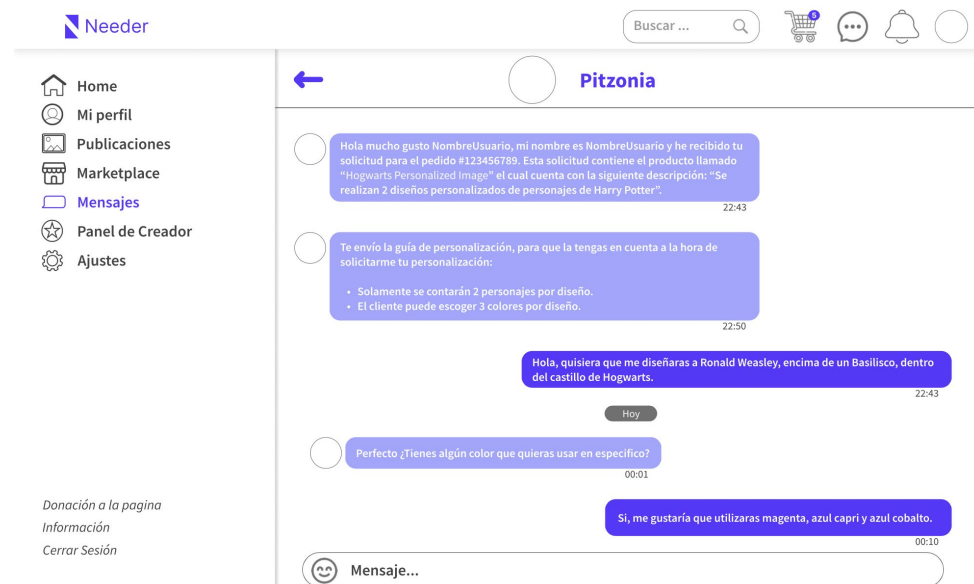 Needer
Buscar ...
5
Home
Mi perfil
Publicaciones
Marketplace
Mensajes
Panel de Creador
Ajustes
Donación a la pagina
Información
Cerrar Sesión
Pitzonia
Hola mucho gusto NombreUsuario, mi nombre es NombreUsuario y he recibido tu
solicitud para el pedido #123456789. Esta solicitud contiene el producto llamado
“Hogwarts Personalized Image” el cual cuenta con la siguiente descripción: “Se
realizan 2 diseños personalizados de personajes de Harry Potter”.
22:43
Te envío la guía de personalización, para que la tengas en cuenta a la hora de
solicitarme tu personalización:
• Solamente se contarán 2 personajes por diseño.
• El cliente puede escoger 3 colores por diseño.
22:50
Hola, quisiera que me diseñaras a Ronald Weasley, encima de un Basilisco, dentro
del castillo de Hogwarts.
22:43
Hoy
Perfecto ¿Tienes algún color que quieras usar en especifico?
00:01
Si, me gustaría que utilizaras magenta, azul capri y azul cobalto.
00:10
Mensaje...